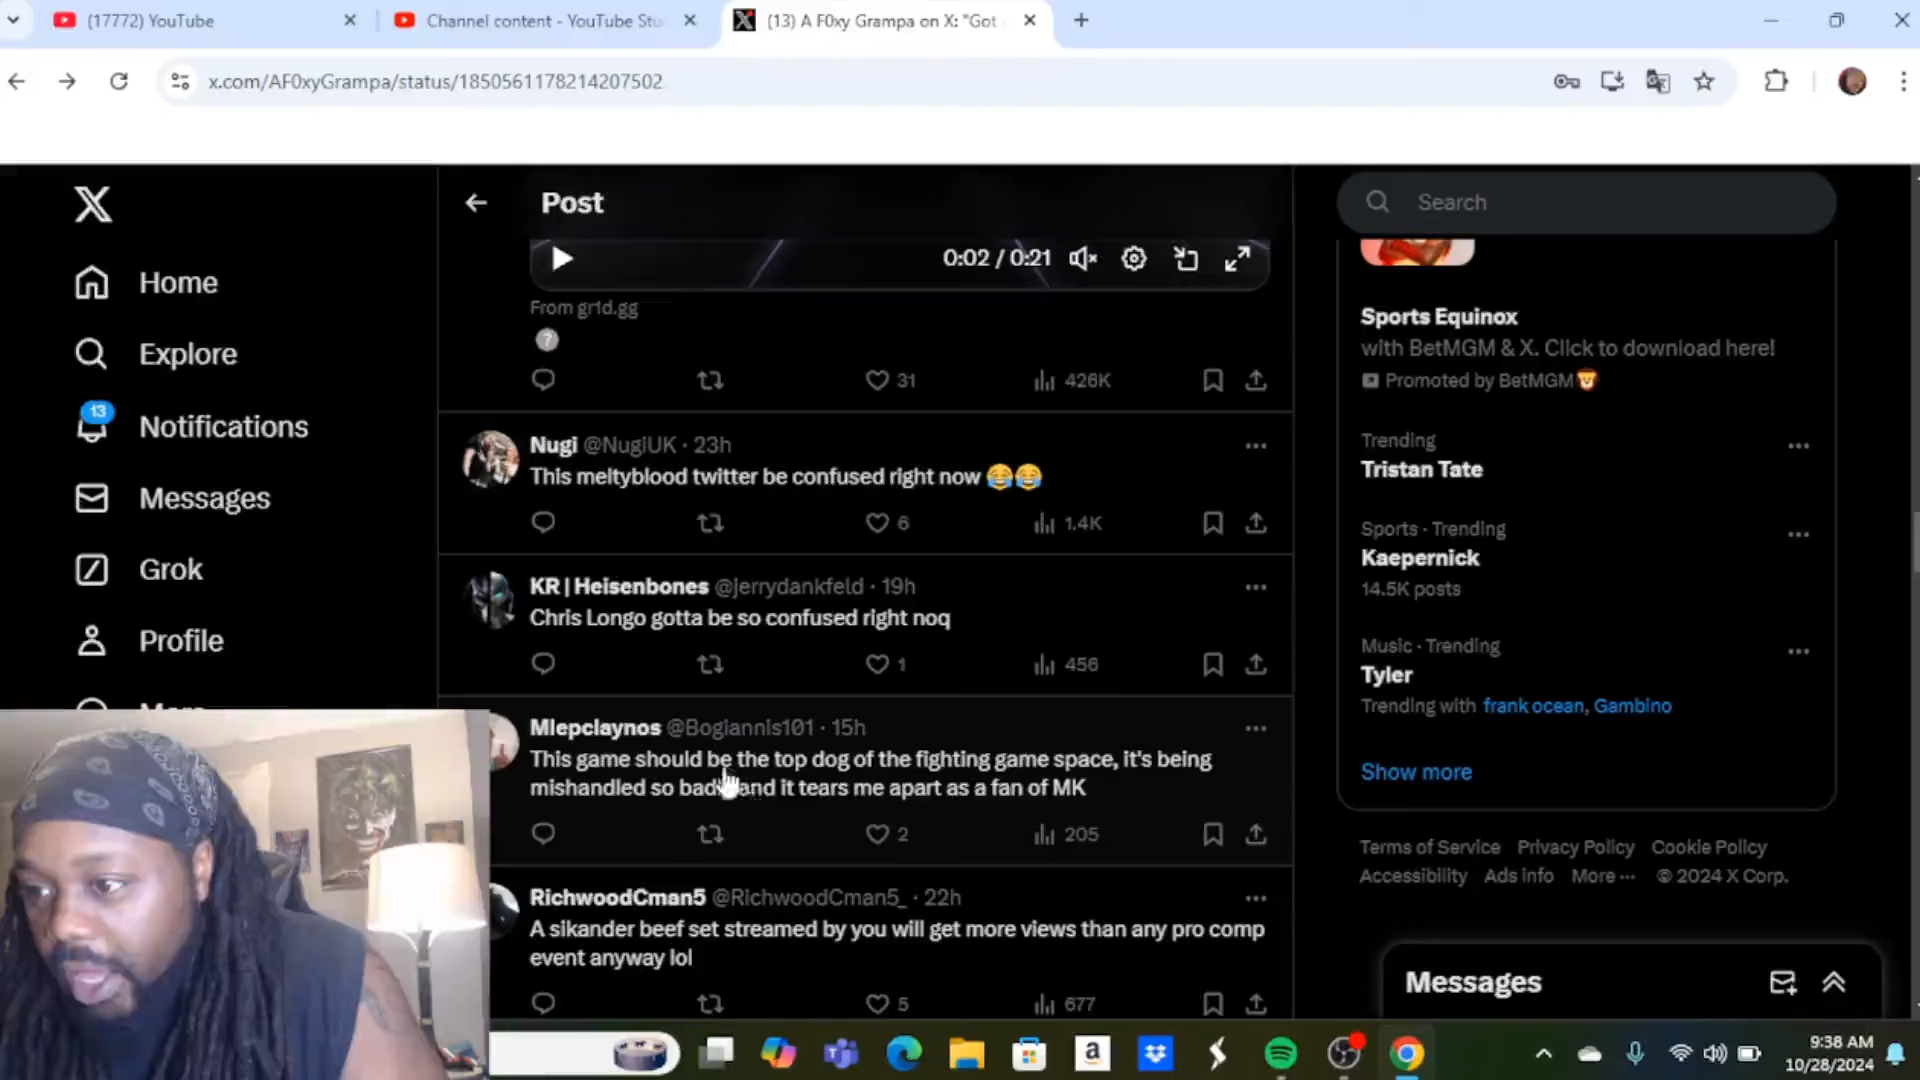 (17772) YouTube
Channel content - YouTube Stu
(13) A F0xy Grampa on X: "Got
x.com/AF0xyGrampa/status/1850561178214207502
Home
Explore
13
Notifications
Messages
Grok
Profile
Post
0:02 / 0:21
From gr1d.gg
31
426K
Nugi @NugiUK · 23h
This meltyblood twitter be confused right now 😂😂
6
1.4K
KR | Heisenbones @jerrydankfeld · 19h
Chris Longo gotta be so confused right noq
1
456
Mlepclaynos @Bogiannis101 · 15h
This game should be the top dog of the fighting game space, it's being
mishandled so bad and it tears me apart as a fan of MK
2
205
RichwoodCman5 @RichwoodCman5_ · 22h
A sikander beef set streamed by you will get more views than any pro comp
event anyway lol
5
677
Search
Sports Equinox
with BetMGM & X. Click to download here!
Promoted by BetMGM🦁
Trending
Tristan Tate
Sports · Trending
Kaepernick
14.5K posts
Music · Trending
Tyler
Trending with frank ocean, Gambino
Show more
Terms of Service Privacy Policy Cookie Policy
Accessibility Ads info More ··· © 2024 X Corp.
Messages
9:38 AM
10/28/2024